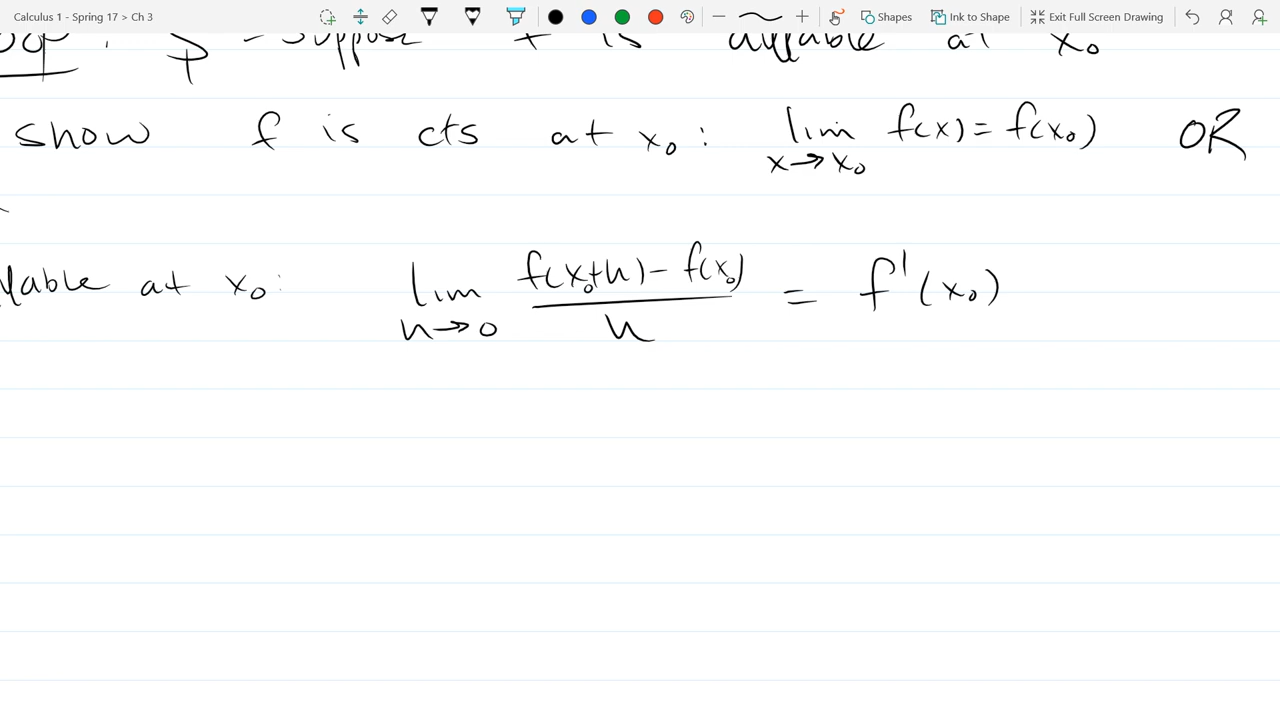 Calculus 1 - Spring 17 > Ch 3 Shapes Ink to Shape Exit Full Screen Drawing
Suppose f is diffable at x₀
show f is cts at x₀: lim x→x₀ f(x) = f(x₀) OR
at x₀: lim h→0 f(x₀+h) - f(x₀) / h = f'(x₀)